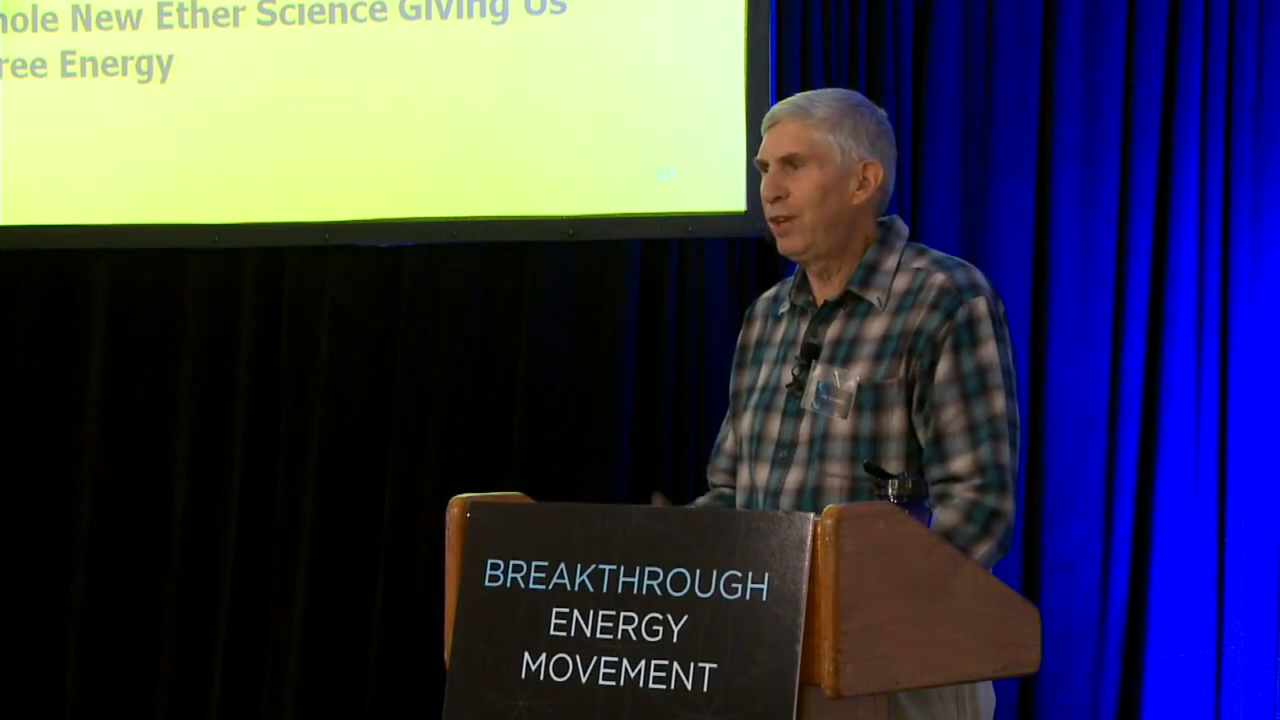 hole New Ether Science Giving Us
ree Energy
BREAKTHROUGH
ENERGY
MOVEMENT